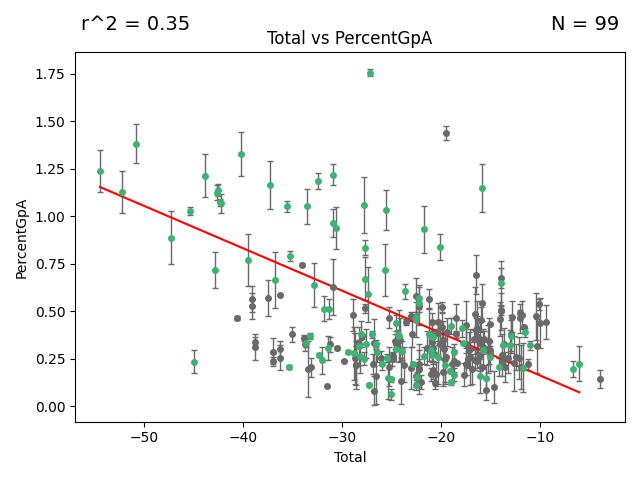 r^2 = 0.35 N = 99
Total vs PercentGpA
1.75
1.50
1.25
1.00
0.75
0.50
0.25
0.00
PercentGpA
−50 −40 −30 −20 −10
Total